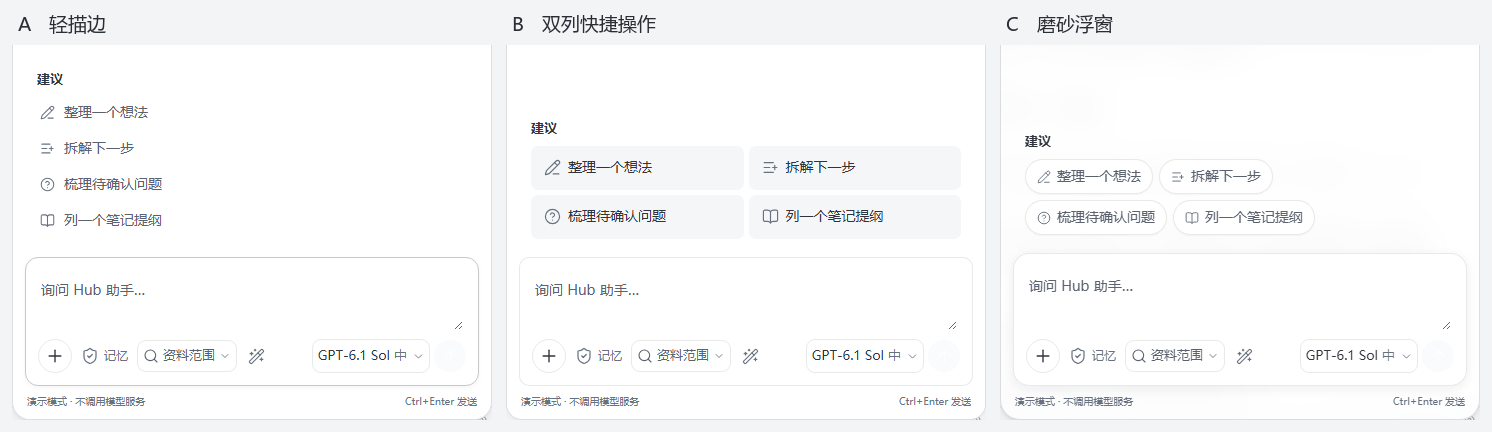 A 轻描边
建议
整理一个想法
拆解下一步
梳理待确认问题
列一个笔记提纲
询问 Hub 助手...
记忆 资料范围 GPT-6.1 Sol 中
演示模式 · 不调用模型服务 Ctrl+Enter 发送
B 双列快捷操作
建议
整理一个想法 拆解下一步
梳理待确认问题 列一个笔记提纲
询问 Hub 助手...
记忆 资料范围 GPT-6.1 Sol 中
演示模式 · 不调用模型服务 Ctrl+Enter 发送
C 磨砂浮窗
建议
整理一个想法 拆解下一步
梳理待确认问题 列一个笔记提纲
询问 Hub 助手...
记忆 资料范围 GPT-6.1 Sol 中
演示模式 · 不调用模型服务 Ctrl+Enter 发送